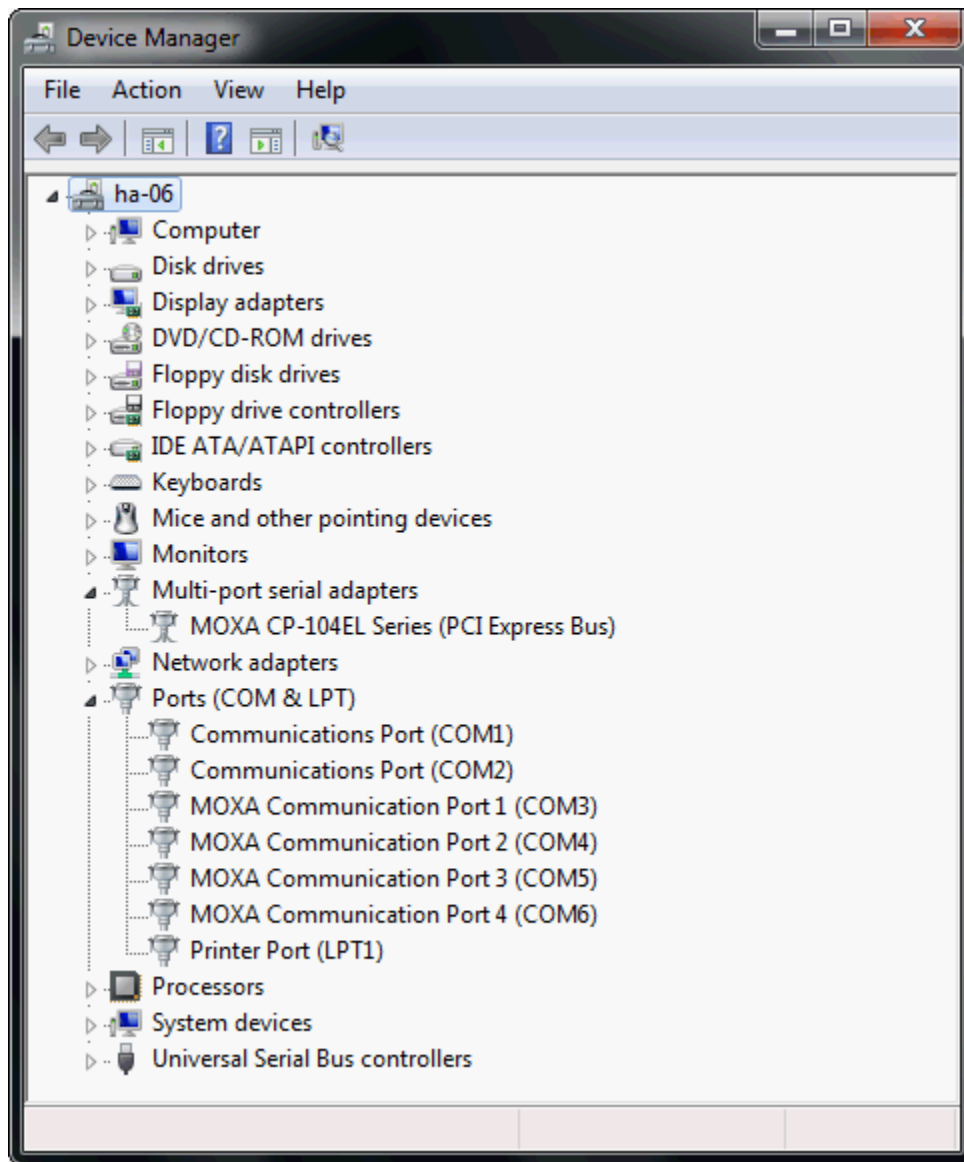 Device Manager
File Action View Help
ha-06
Computer
Disk drives
Display adapters
DVD/CD-ROM drives
Floppy disk drives
Floppy drive controllers
IDE ATA/ATAPI controllers
Keyboards
Mice and other pointing devices
Monitors
Multi-port serial adapters
MOXA CP-104EL Series (PCI Express Bus)
Network adapters
Ports (COM & LPT)
Communications Port (COM1)
Communications Port (COM2)
MOXA Communication Port 1 (COM3)
MOXA Communication Port 2 (COM4)
MOXA Communication Port 3 (COM5)
MOXA Communication Port 4 (COM6)
Printer Port (LPT1)
Processors
System devices
Universal Serial Bus controllers